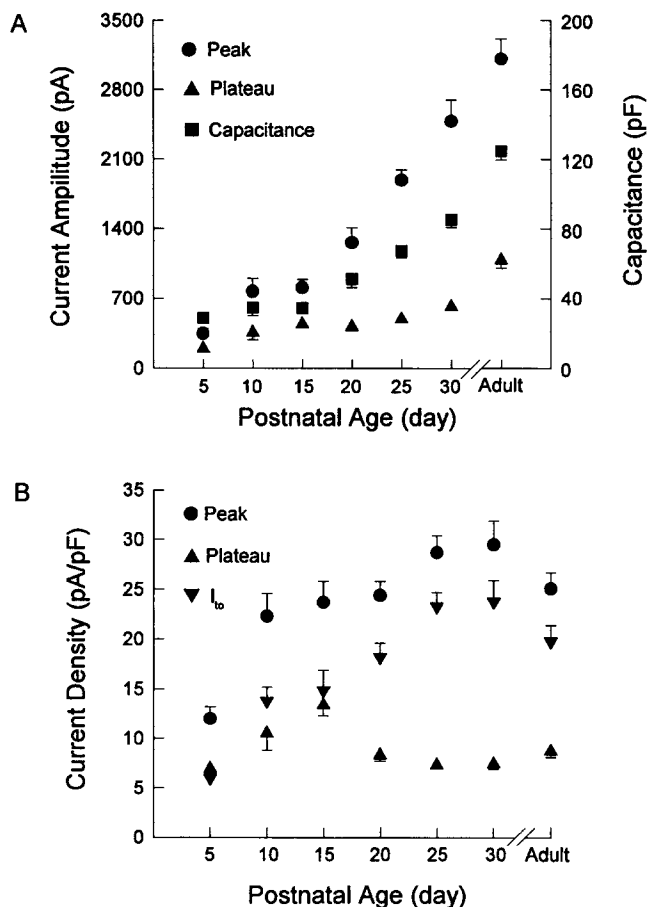 A
Peak
Plateau
Capacitance
Current Ampilitude (pA)
3500
2800
2100
1400
700
0
Capacitance (pF)
200
160
120
80
40
0
5 10 15 20 25 30 Adult
Postnatal Age (day)
B
Peak
Plateau
Ito
Current Density (pA/pF)
35
30
25
20
15
10
5
0
5 10 15 20 25 30 Adult
Postnatal Age (day)